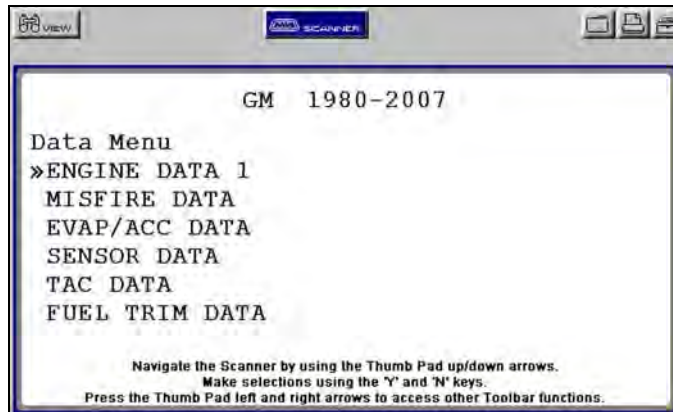 VIEW SCANNER
GM 1980-2007
Data Menu
»ENGINE DATA 1
MISFIRE DATA
EVAP/ACC DATA
SENSOR DATA
TAC DATA
FUEL TRIM DATA
Navigate the Scanner by using the Thumb Pad up/down arrows.
Make selections using the 'Y' and 'N' keys.
Press the Thumb Pad left and right arrows to access other Toolbar functions.